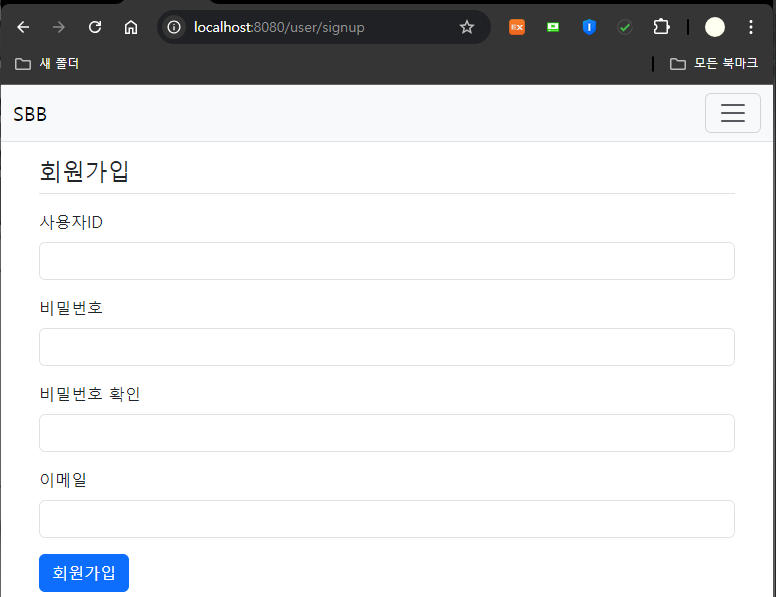 localhost:8080/user/signup
EX
새 폴더
모든 북마크
SBB
회원가입
사용자ID
비밀번호
비밀번호 확인
이메일
회원가입